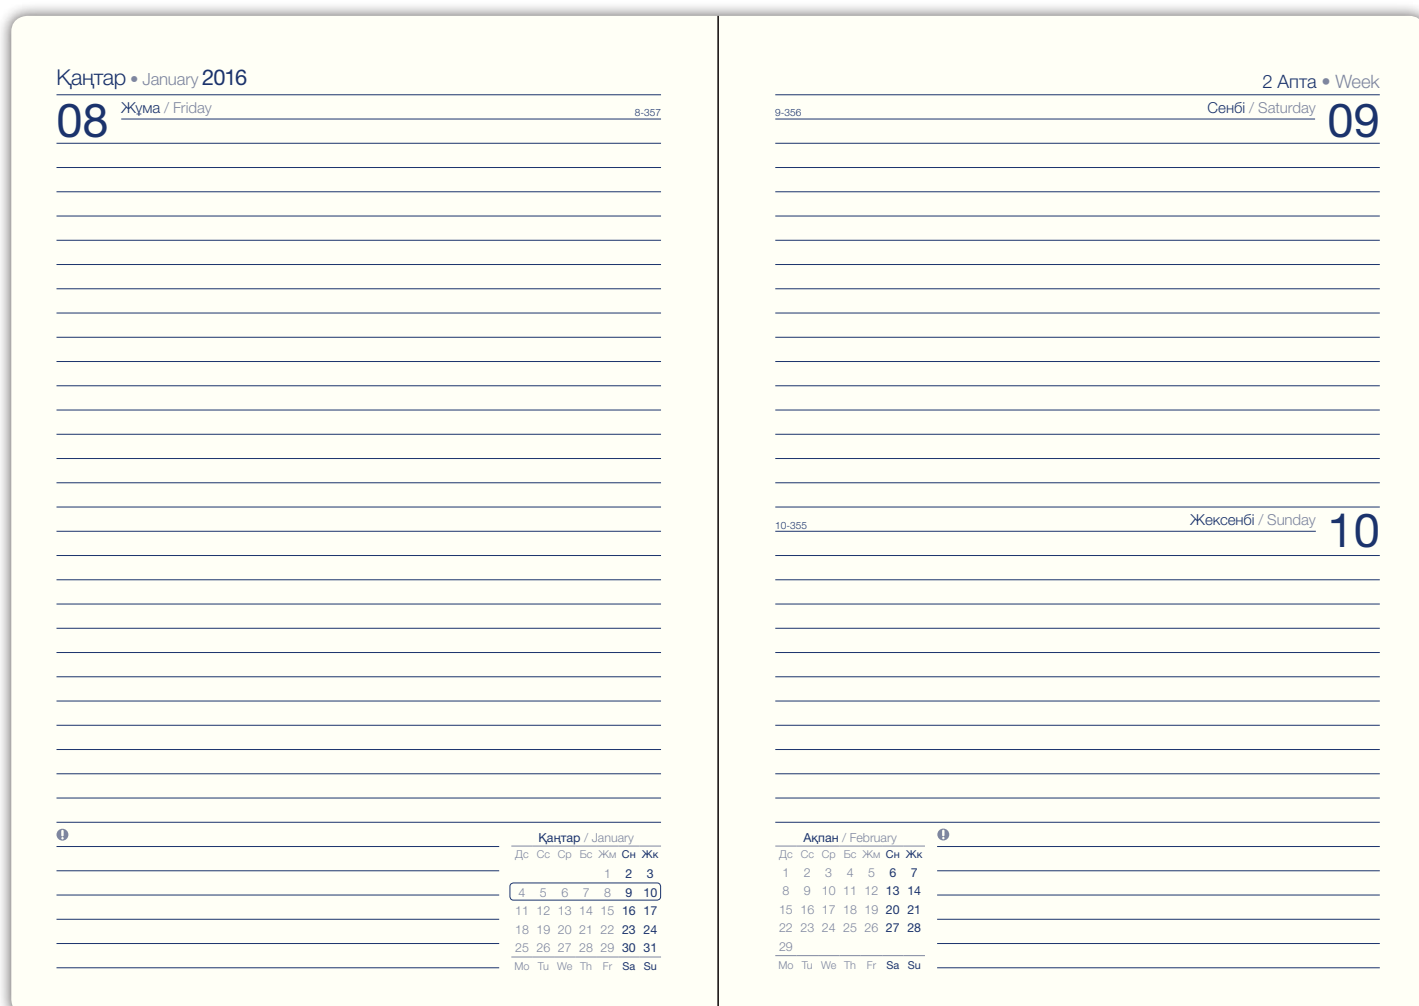 Қаңтар • January 2016
08 Жұма / Friday 8-357
2 Апта • Week
9-356 Сенбі / Saturday 09
10-355 Жексенбі / Sunday 10
Қаңтар / January
Дс Сс Ср Бс Жм Сн Жк
1 2 3
4 5 6 7 8 9 10
11 12 13 14 15 16 17
18 19 20 21 22 23 24
25 26 27 28 29 30 31
Mo Tu We Th Fr Sa Su
Ақпан / February
Дс Сс Ср Бс Жм Сн Жк
1 2 3 4 5 6 7
8 9 10 11 12 13 14
15 16 17 18 19 20 21
22 23 24 25 26 27 28
29
Mo Tu We Th Fr Sa Su